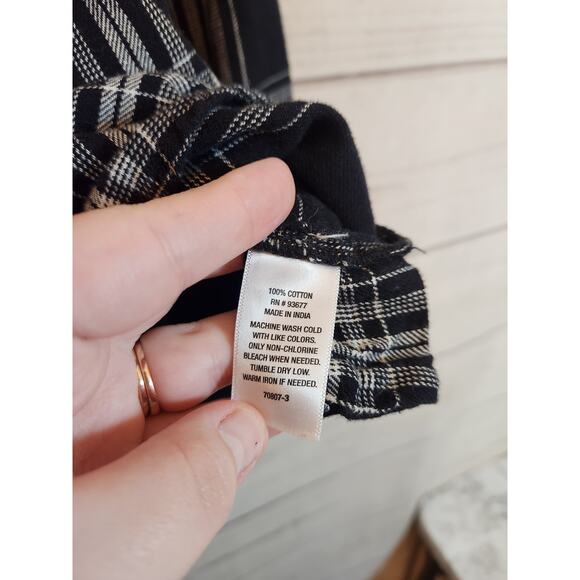 100% COTTON
RN # 93677
MADE IN INDIA
MACHINE WASH COLD
WITH LIKE COLORS.
ONLY NON-CHLORINE
BLEACH WHEN NEEDED.
TUMBLE DRY LOW.
WARM IRON IF NEEDED.
70807-3